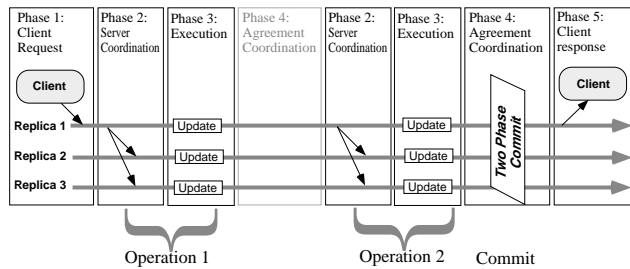 Phase 1:
Client
Request
Phase 2:
Server
Coordination
Phase 3:
Execution
Phase 4:
Agreement
Coordination
Phase 2:
Server
Coordination
Phase 3:
Execution
Phase 4:
Agreement
Coordination
Phase 5:
Client
response
Client
Client
Replica 1
Update
Update
Replica 2
Update
Update
Replica 3
Update
Update
Two Phase
Commit
Operation 1
Operation 2
Commit